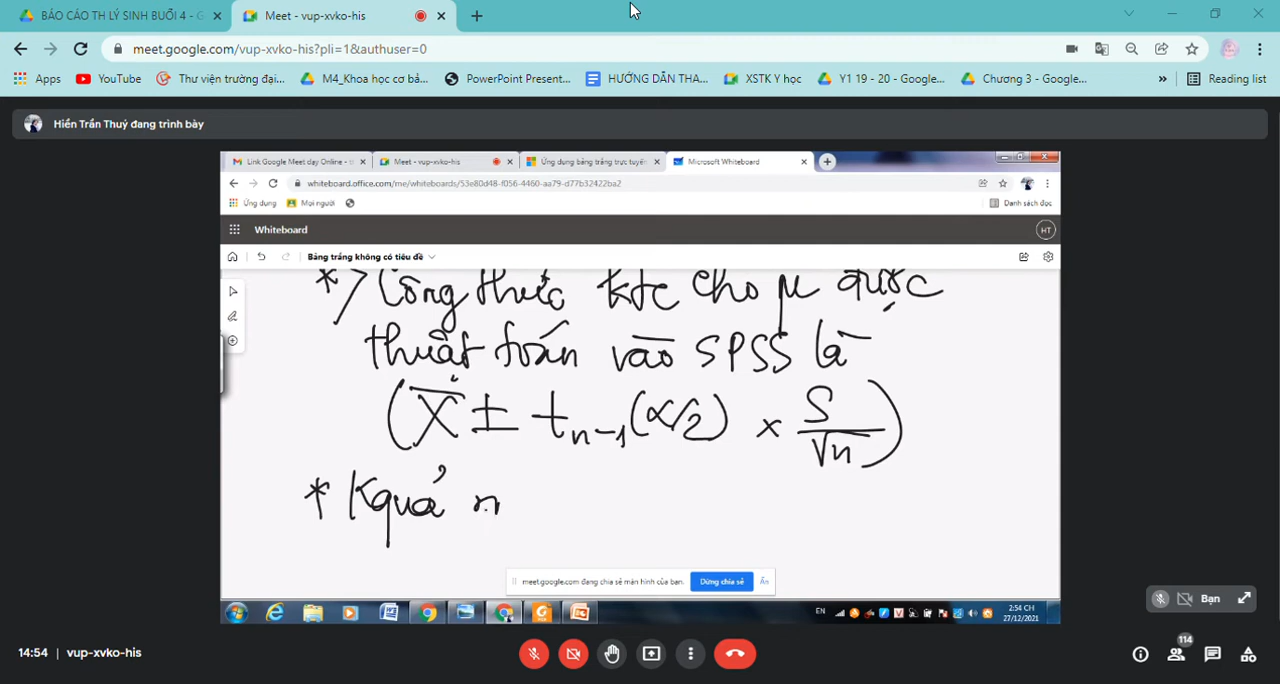 BÁO CÁO TH LÝ SINH BUỔI 4 - G
Meet - vup-xvko-his
meet.google.com/vup-xvko-his?pli=1&authuser=0
Apps YouTube Thư viện trường đại... M4_Khoa học cơ bả... PowerPoint Present... HƯỚNG DẪN THA... XSTK Y học Y1 19 - 20 - Google... Chương 3 - Google... » Reading list
Hiền Trần Thuý đang trình bày
Link Google Meet dạy Online - Meet - vup-xvko-his Ứng dụng bảng trắng trực tuyến Microsoft Whiteboard
whiteboard.office.com/me/whiteboards/53e80d48-f056-4460-aa79-d77b32422ba2
Ứng dụng Mọi người Danh sách đọc
Whiteboard HT
Bảng trắng không có tiêu đề
*) Công thức ktc cho μ được
thuật toán vào SPSS là
(X̄ ± t_{n-1}(α/2) × S/√n)
* Kquả n
meet.google.com đang chia sẻ màn hình của bạn. Dừng chia sẻ Ẩn
EN 2:54 CH
27/12/2021
Bạn
14:54 | vup-xvko-his
114